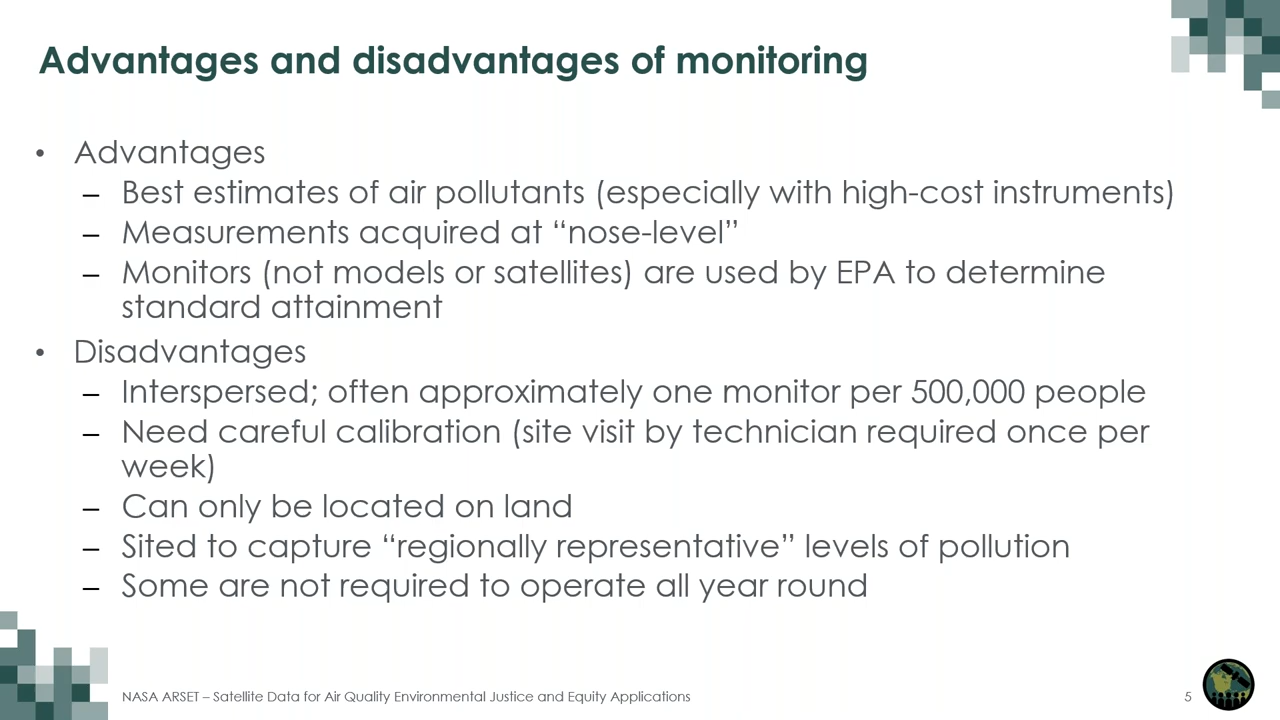 Advantages and disadvantages of monitoring
• Advantages
– Best estimates of air pollutants (especially with high-cost instruments)
– Measurements acquired at “nose-level”
– Monitors (not models or satellites) are used by EPA to determine
standard attainment
• Disadvantages
– Interspersed; often approximately one monitor per 500,000 people
– Need careful calibration (site visit by technician required once per
week)
– Can only be located on land
– Sited to capture “regionally representative” levels of pollution
– Some are not required to operate all year round
NASA ARSET – Satellite Data for Air Quality Environmental Justice and Equity Applications
5